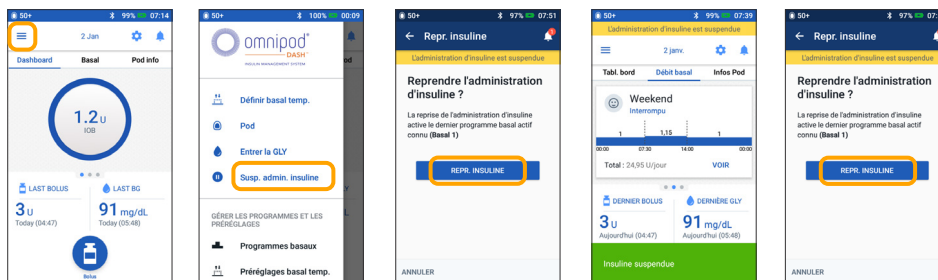 50+
99%
07:14
2 Jan
Dashboard
Basal
Pod info
1.2 U
IOB
LAST BOLUS
LAST BG
3 U
91 mg/dL
Today (04:47)
Today (05:48)
Bolus
50+
100%
00:09
omnipod®
DASH™
INSULIN MANAGEMENT SYSTEM
od
Définir basal temp.
Pod
Entrer la GLY
Susp. admin. insuline
GÉRER LES PROGRAMMES ET LES
PRÉRÉGLAGES
Programmes basaux
Préréglages basal temp.
50+
97%
07:51
Repr. insuline
L'administration d'insuline est suspendue
Reprendre l'administration
d'insuline ?
La reprise de l'administration d'insuline
active le dernier programme basal actif
connu (Basal 1)
REPR. INSULINE
ANNULER
50+
99%
07:39
L'administration d'insuline est suspendue
2 janv.
Tabl. bord
Débit basal
Infos Pod
Weekend
Interrompu
1
1,15
1
00:00
07:30
14:00
00:00
Total : 24,95 U/jour
VOIR
DERNIER BOLUS
DERNIÈRE GLY
3 U
91 mg/dL
Aujourd'hui (04:47)
Aujourd'hui (05:48)
Insuline suspendue
50+
97%
Repr. insuline
L'administration d'insuline est suspendue
Reprendre l'administration
d'insuline ?
La reprise de l'administration d'insuline
active le dernier programme basal actif
connu (Basal 1)
REPR. INSULINE
ANNULER